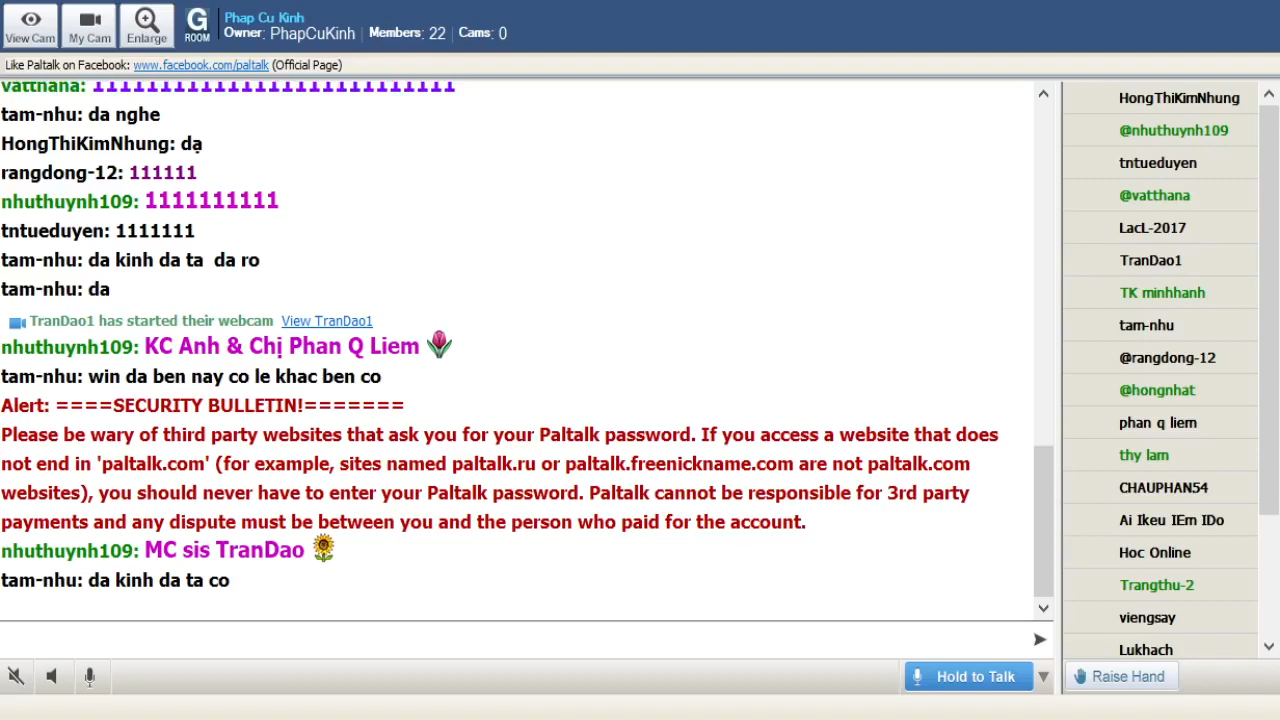 View Cam
My Cam
Enlarge
G
ROOM
Phap Cu Kinh
Owner: PhapCuKinh Members: 22 Cams: 0
Like Paltalk on Facebook: www.facebook.com/paltalk (Official Page)
vatthana: 111111111111111111111111111
tam-nhu: da nghe
HongThiKimNhung: dạ
rangdong-12: 111111
nhuthuynh109: 1111111111
tntueduyen: 1111111
tam-nhu: da kinh da ta da ro
tam-nhu: da
TranDao1 has started their webcam View TranDao1
nhuthuynh109: KC Anh & Chị Phan Q Liem
tam-nhu: win da ben nay co le khac ben co
Alert: ====SECURITY BULLETIN!=======
Please be wary of third party websites that ask you for your Paltalk password. If you access a website that does
not end in 'paltalk.com' (for example, sites named paltalk.ru or paltalk.freenickname.com are not paltalk.com
websites), you should never have to enter your Paltalk password. Paltalk cannot be responsible for 3rd party
payments and any dispute must be between you and the person who paid for the account.
nhuthuynh109: MC sis TranDao
tam-nhu: da kinh da ta co
HongThiKimNhung
@nhuthuynh109
tntueduyen
@vatthana
LacL-2017
TranDao1
TK minhhanh
tam-nhu
@rangdong-12
@hongnhat
phan q liem
thy lam
CHAUPHAN54
Ai Ikeu IEm IDo
Hoc Online
Trangthu-2
viengsay
Lukhach
Hold to Talk
Raise Hand